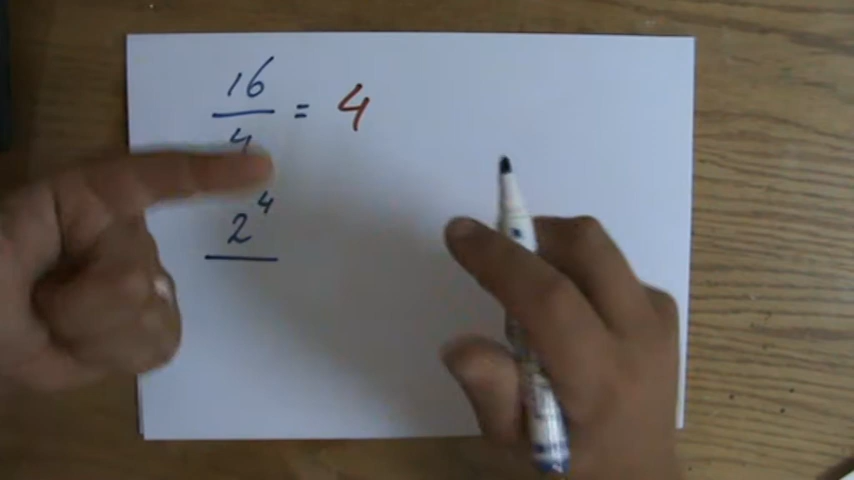 16
— = 4
4
2⁴
—